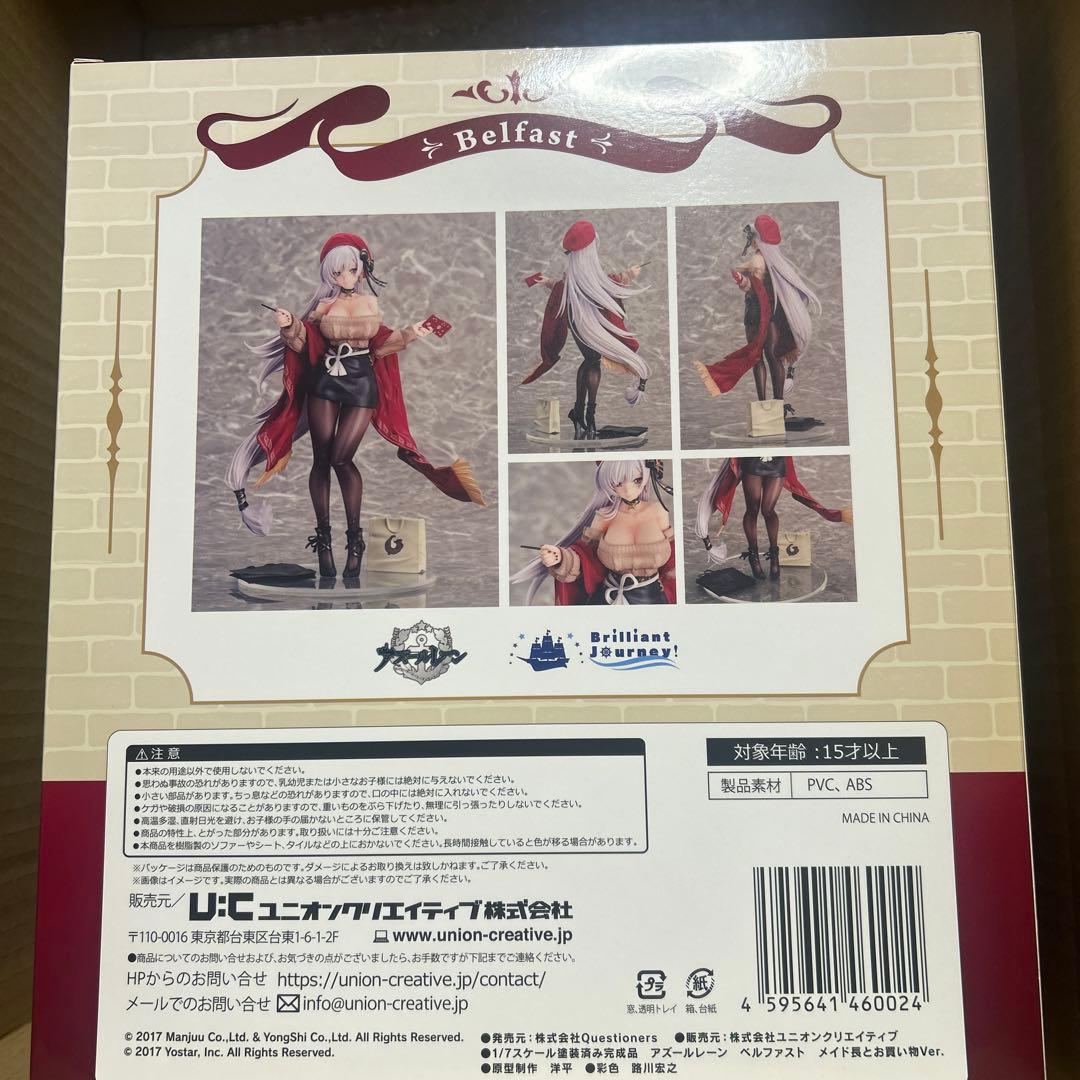 Belfast
アズールレーン
Brilliant
Journey!
⚠注意
●本来の用途以外で使用しないでください。
●思わぬ事故の恐れがありますので、乳幼児または小さなお子様には絶対に与えないでください。
●小さい部品があります。ちっ息などの恐れがありますので、口の中には絶対に入れないでください。
●ケガや破損の原因になることがありますので、重いものをぶら下げたり、無理に引っ張ったりしないでください。
●高温多湿、直射日光を避け、お子様の手の届かないところに保管してください。
●商品の特性上、とがった部分があります。取り扱いには十分ご注意ください。
●本商品を樹脂製のソファーやシート、タイルなどの上におかないでください。長時間接触していると色が移る場合があります。
※パッケージは商品保護のためのものです。ダメージによるお取り換えは致しかねます。ご了承ください。
※画像はイメージです。実際の商品とは異なる場合がございますのでご了承ください。
販売元/U:Cユニオンクリエイティブ株式会社
〒110-0016 東京都台東区台東1-6-1-2F www.union-creative.jp
●商品についてのお問い合せおよび、お気づきの点がございましたら、お手数ですが下記までご連絡ください。
HPからのお問い合せ https://union-creative.jp/contact/
メールでのお問い合せ info@union-creative.jp
対象年齢：15才以上
製品素材 PVC、ABS
MADE IN CHINA
プラ 紙
窓、透明トレイ 箱、台紙
4 595641 460024
© 2017 Manjuu Co.,Ltd. & YongShi Co.,Ltd. All Rights Reserved.
© 2017 Yostar, Inc. All Rights Reserved.
●発売元：株式会社Questioners ●販売元：株式会社ユニオンクリエイティブ
●1/7スケール塗装済み完成品 アズールレーン ベルファスト メイド長とお買い物Ver.
●原型制作 洋平 ●彩色 路川宏之